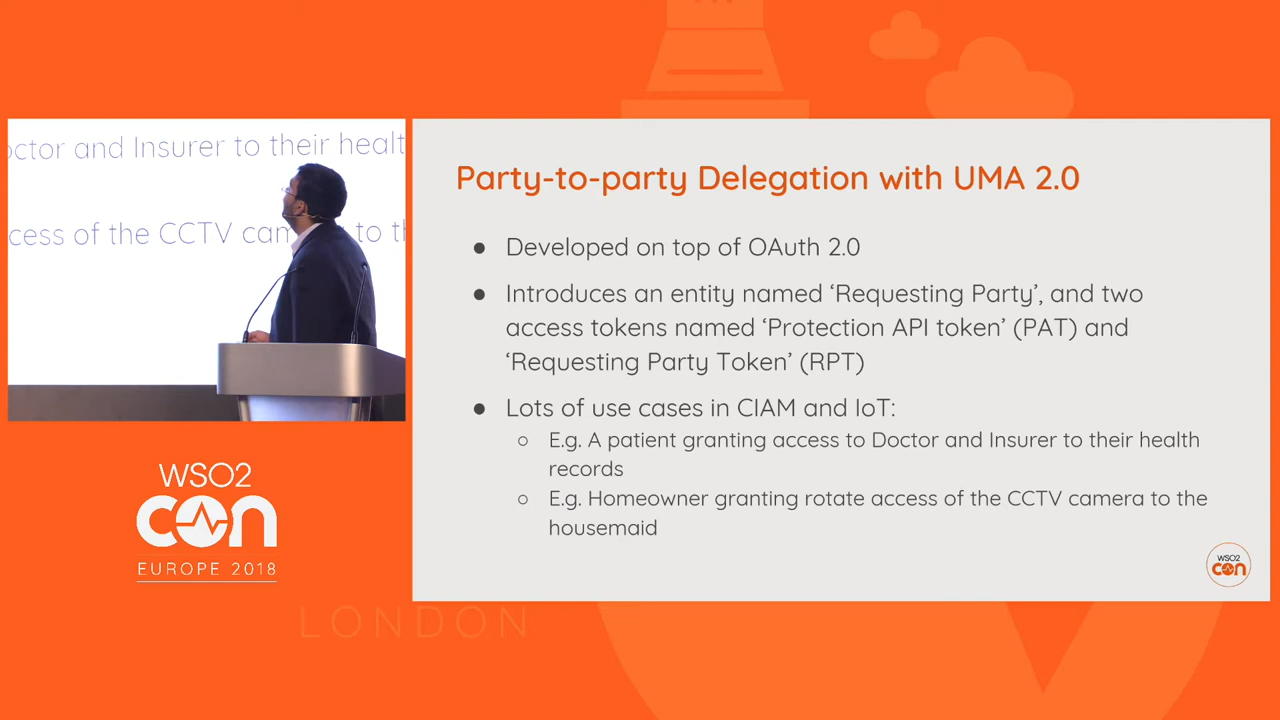 octor and Insurer to their healt
cess of the CCTV cam to th
WSO2
CON
EUROPE 2018
LONDON
Party-to-party Delegation with UMA 2.0
● Developed on top of OAuth 2.0
● Introduces an entity named ‘Requesting Party’, and two
access tokens named ‘Protection API token’ (PAT) and
‘Requesting Party Token’ (RPT)
● Lots of use cases in CIAM and IoT:
○ E.g. A patient granting access to Doctor and Insurer to their health
records
○ E.g. Homeowner granting rotate access of the CCTV camera to the
housemaid
WSO2
CON